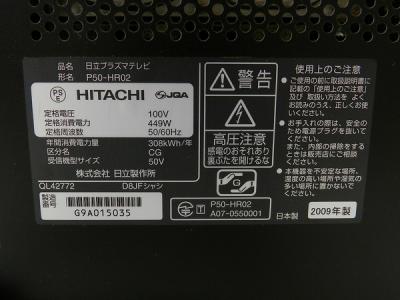 品名 日立プラズマテレビ
形名 P50-HR02
PS
E
HITACHI
JQA
定格電圧 100V
定格消費電力 449W
定格周波数 50/60Hz
年間消費電力量 308kWh/年
区分名 CG
受信機型サイズ 50V
株式会社 日立製作所
QL42772 D8JFシャシ
製造番号 G9A015035
警告
高圧注意
感電のおそれあり
裏ぶたを開けるな
G
P50-HR02
A07-0550001
使用上のご注意
●ご使用の前に取扱説明書に
記載の「使用上のご注意」
及び 取扱い方法を よく
お読みのうえ、正しくお使
いください。
●お手入れの際は、安全のた
め電源プラグを抜いてくだ
さい。
また、内部の掃除をする
ときは販売店にご相談く
ださい。
本機器を不安定な場所、
温度の高い場所や湿気の
多い場所に置かないで
ください。
日本製 2009年製